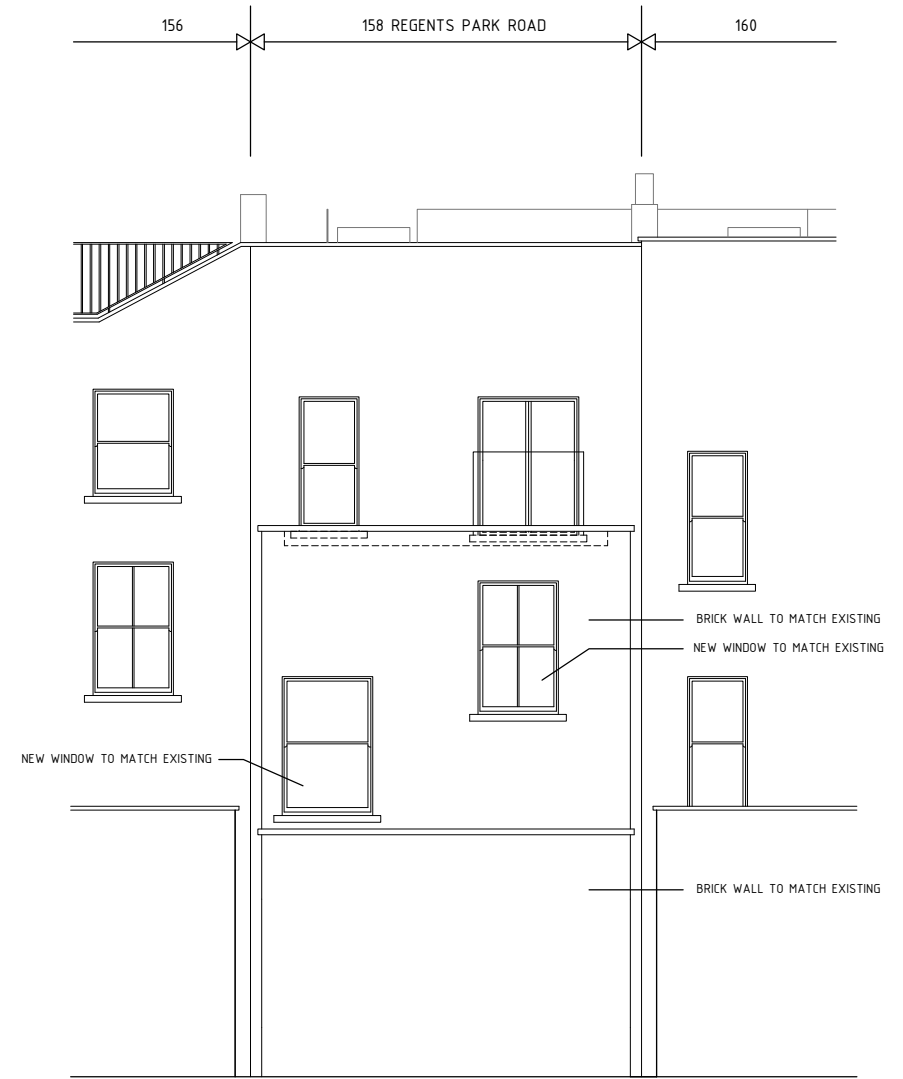 156
158 REGENTS PARK ROAD
160
BRICK WALL TO MATCH EXISTING
NEW WINDOW TO MATCH EXISTING
NEW WINDOW TO MATCH EXISTING
BRICK WALL TO MATCH EXISTING